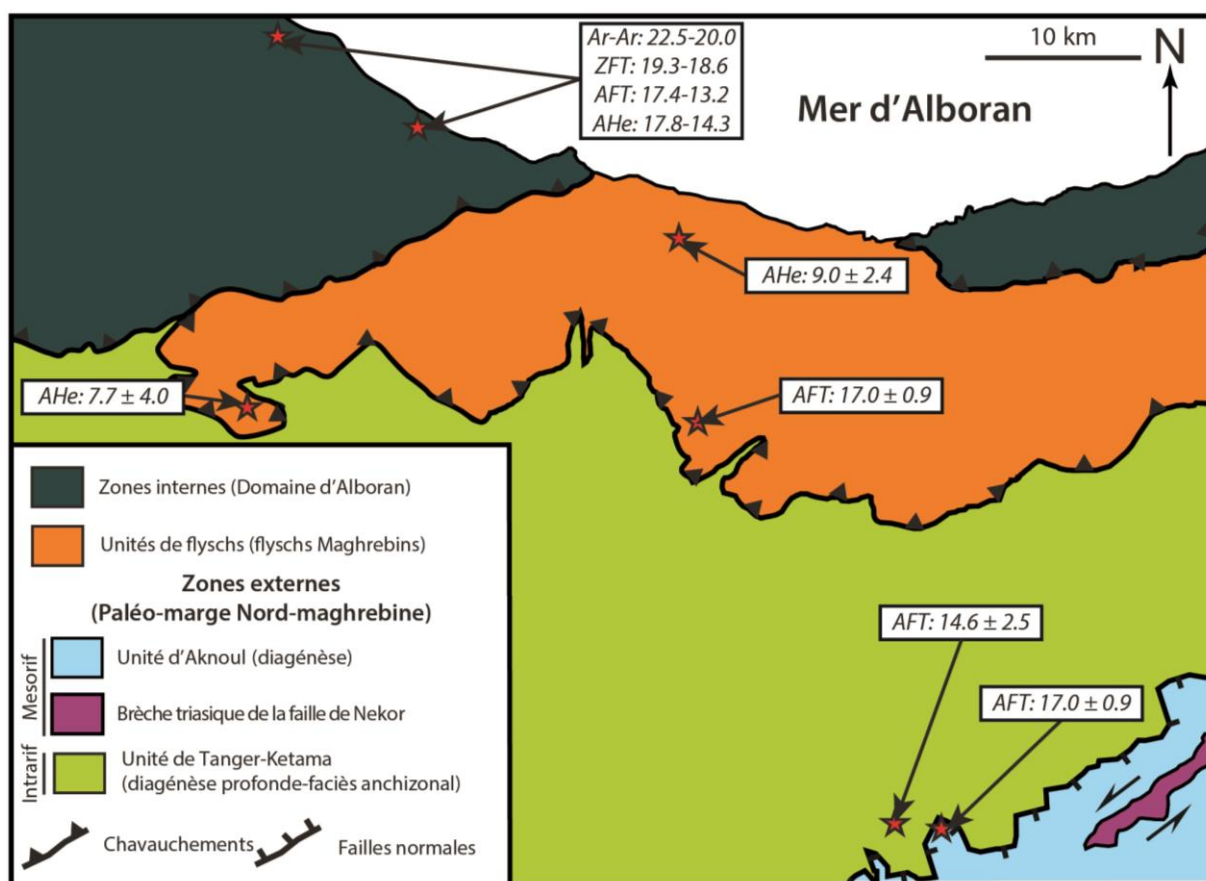 Ar-Ar: 22.5-20.0
ZFT: 19.3-18.6
AFT: 17.4-13.2
AHe: 17.8-14.3
10 km
N
Mer d'Alboran
AHe: 9.0 ± 2.4
AHe: 7.7 ± 4.0
AFT: 17.0 ± 0.9
AFT: 14.6 ± 2.5
AFT: 17.0 ± 0.9
Zones internes (Domaine d'Alboran)
Unités de flyschs (flyschs Maghrebins)
Zones externes
(Paléo-marge Nord-maghrebine)
Mesorif
Unité d'Aknoul (diagénèse)
Brèche triasique de la faille de Nekor
Intrarif
Unité de Tanger-Ketama
(diagénèse profonde-faciès anchizonal)
Chavauchements
Failles normales